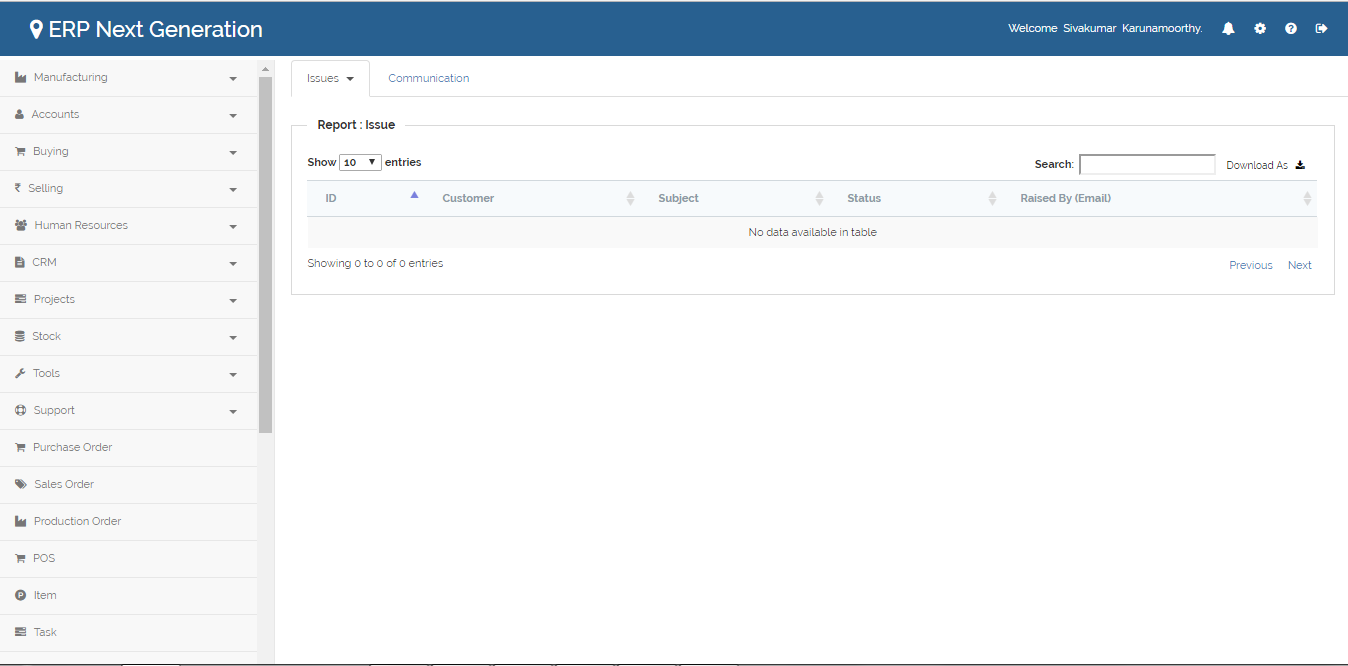 ERP Next Generation
Welcome Sivakumar Karunamoorthy.
Manufacturing
Accounts
Buying
Selling
Human Resources
CRM
Projects
Stock
Tools
Support
Purchase Order
Sales Order
Production Order
POS
Item
Task
Issues
Communication
Report : Issue
Show 10 entries
Search:
Download As
ID Customer Subject Status Raised By (Email)
No data available in table
Showing 0 to 0 of 0 entries
Previous Next